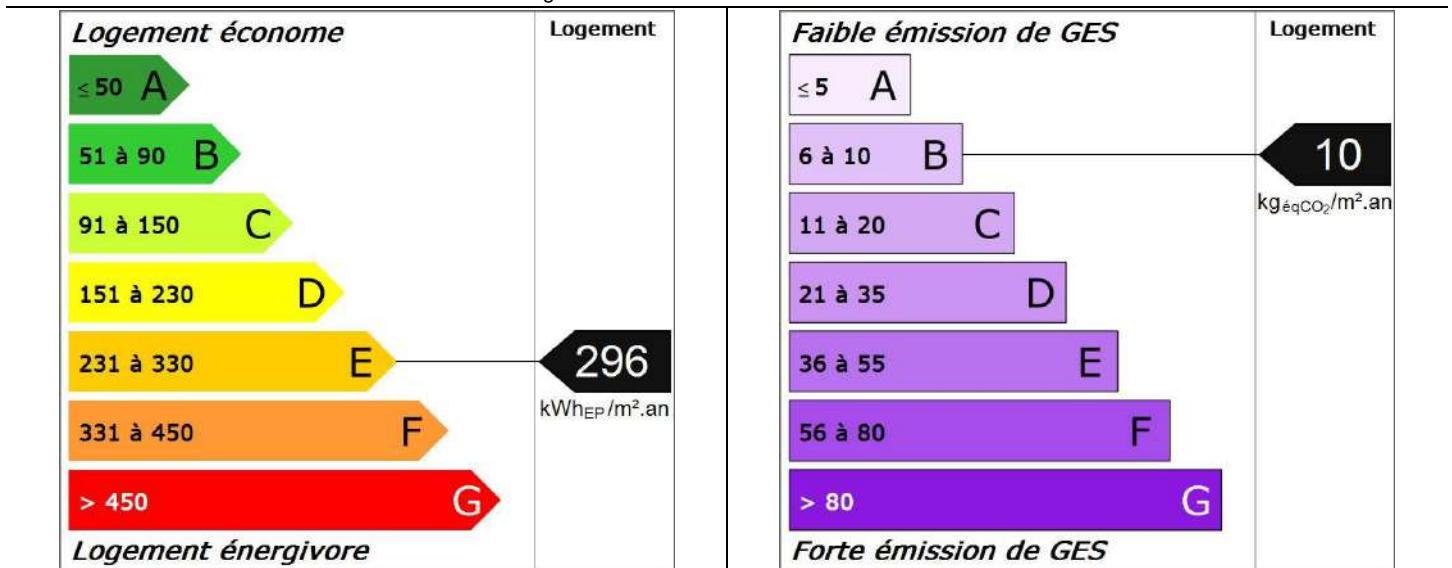 Logement économe
Logement
≤ 50 A
51 à 90 B
91 à 150 C
151 à 230 D
231 à 330 E
296
kWhEP/m².an
331 à 450 F
> 450 G
Logement énergivore
Faible émission de GES
Logement
≤ 5 A
6 à 10 B
10
kgéqCO₂/m².an
11 à 20 C
21 à 35 D
36 à 55 E
56 à 80 F
> 80 G
Forte émission de GES